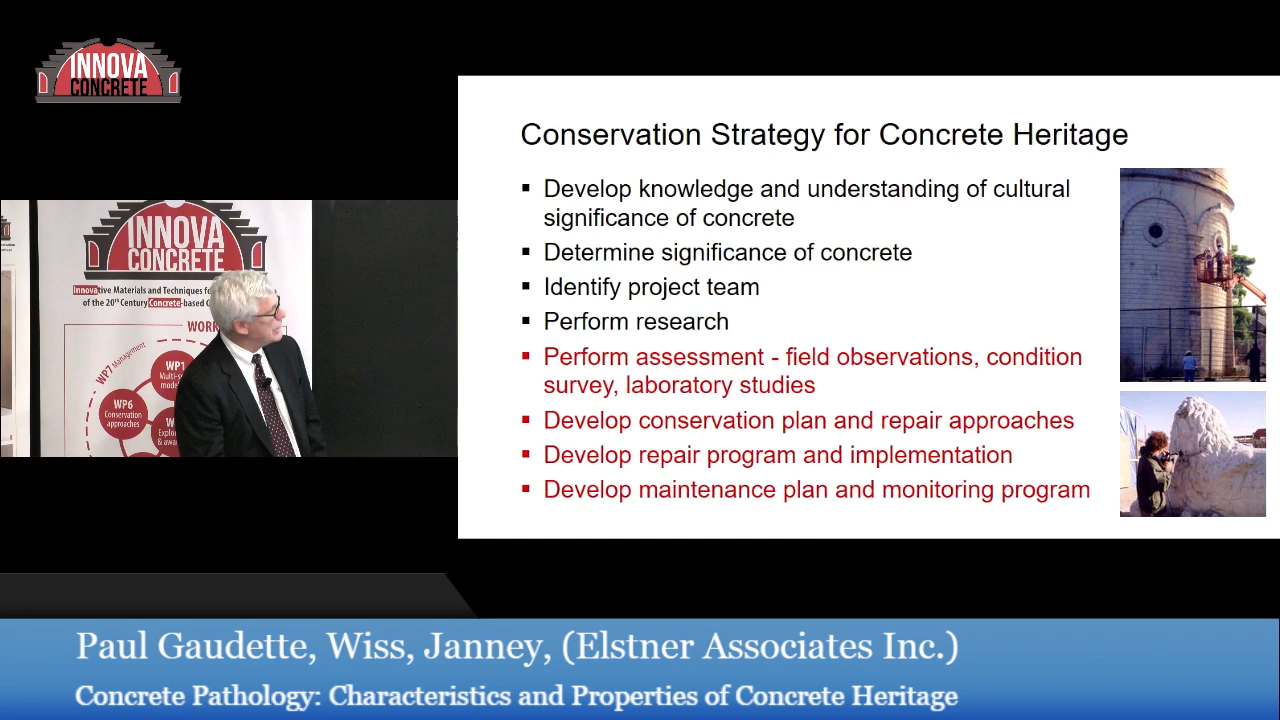 INNOVA
CONCRETE
INNOVA
CONCRETE
Innovative Materials and Techniques
of the 20th Century Concrete-based
WORK
WP7 Management
WP1
WP6
Conservation
approaches
Conservation Strategy for Concrete Heritage
▪ Develop knowledge and understanding of cultural
significance of concrete
▪ Determine significance of concrete
▪ Identify project team
▪ Perform research
▪ Perform assessment - field observations, condition
survey, laboratory studies
▪ Develop conservation plan and repair approaches
▪ Develop repair program and implementation
▪ Develop maintenance plan and monitoring program
Paul Gaudette, Wiss, Janney, (Elstner Associates Inc.)
Concrete Pathology: Characteristics and Properties of Concrete Heritage